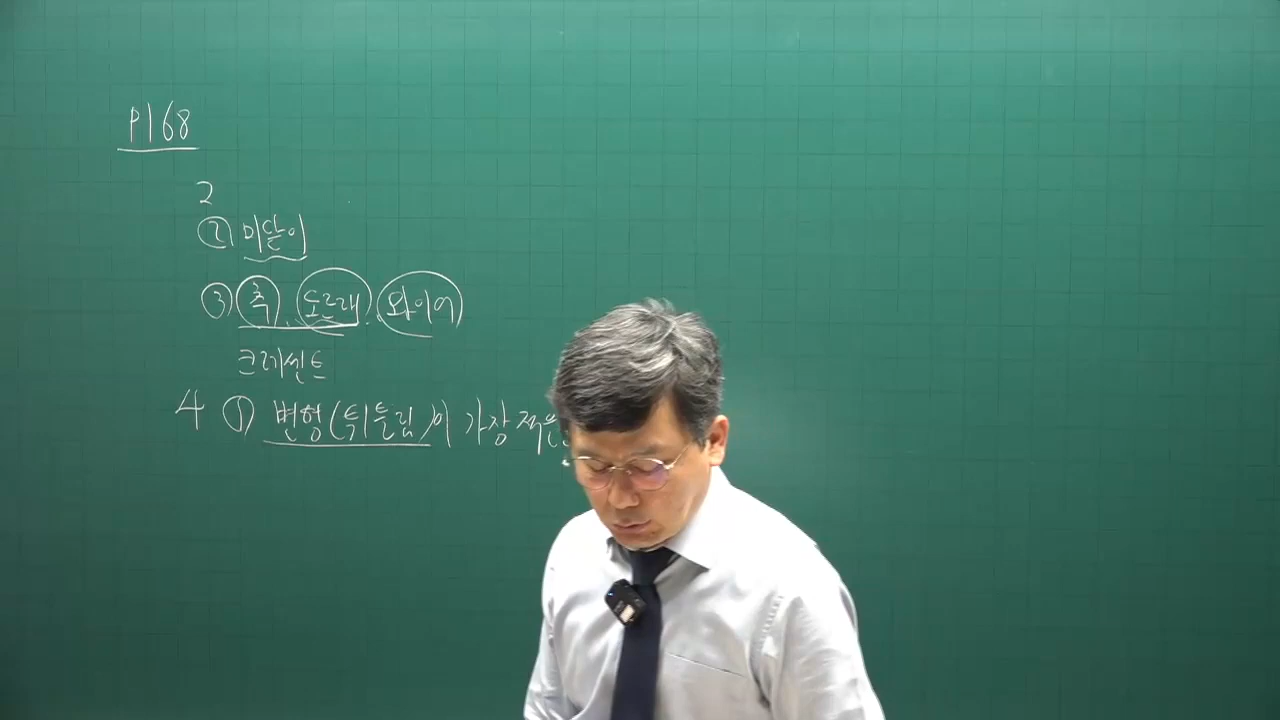 P168
2
② 미닫이
③ 축, 도르래, 와이어
크레센트
4 ① 변형(뒤틀림)이 가장 적은